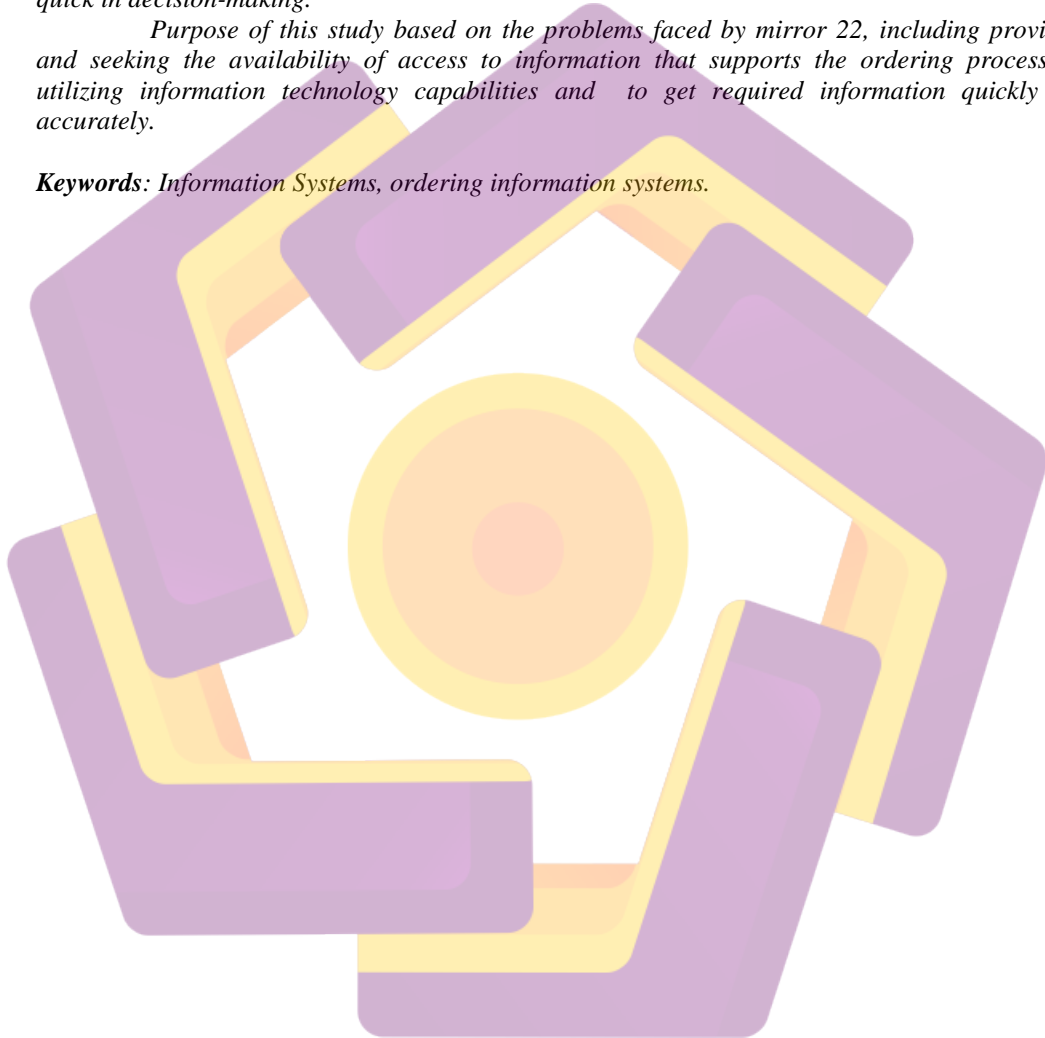 quick in decision-making.
Purpose of this study based on the problems faced by mirror 22, including provi
and seeking the availability of access to information that supports the ordering process
utilizing information technology capabilities and to get required information quickly
accurately.
Keywords: Information Systems, ordering information systems.